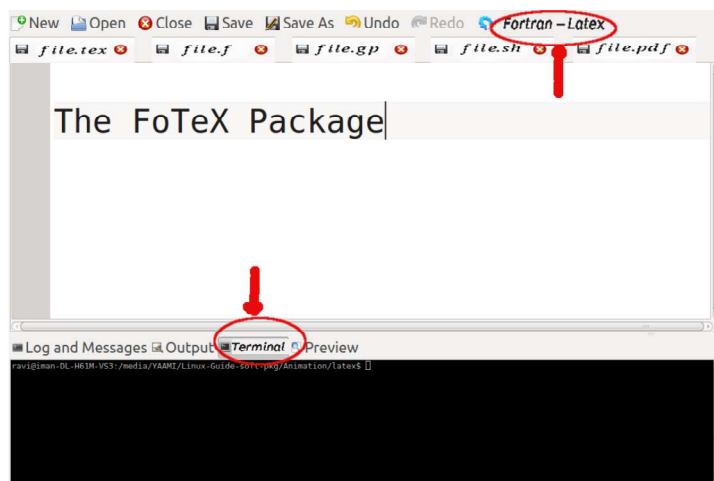 New Open Close Save Save As Undo Redo Fortran - Latex
file.tex file.f file.gp file.sh file.pdf
The FoTeX Package
Log and Messages Output Terminal Preview
ravi@iman-DL-H61M-VS3:/media/YAAMI/Linux-Guide-soft-pkg/Animation/latex$